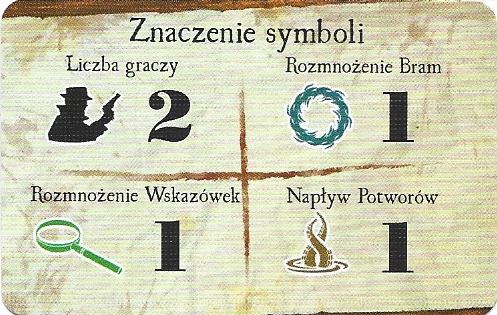 Znaczenie symboli
Liczba graczy
2
Rozmnożenie Bram
1
Rozmnożenie Wskazówek
1
Napływ Potworów
1